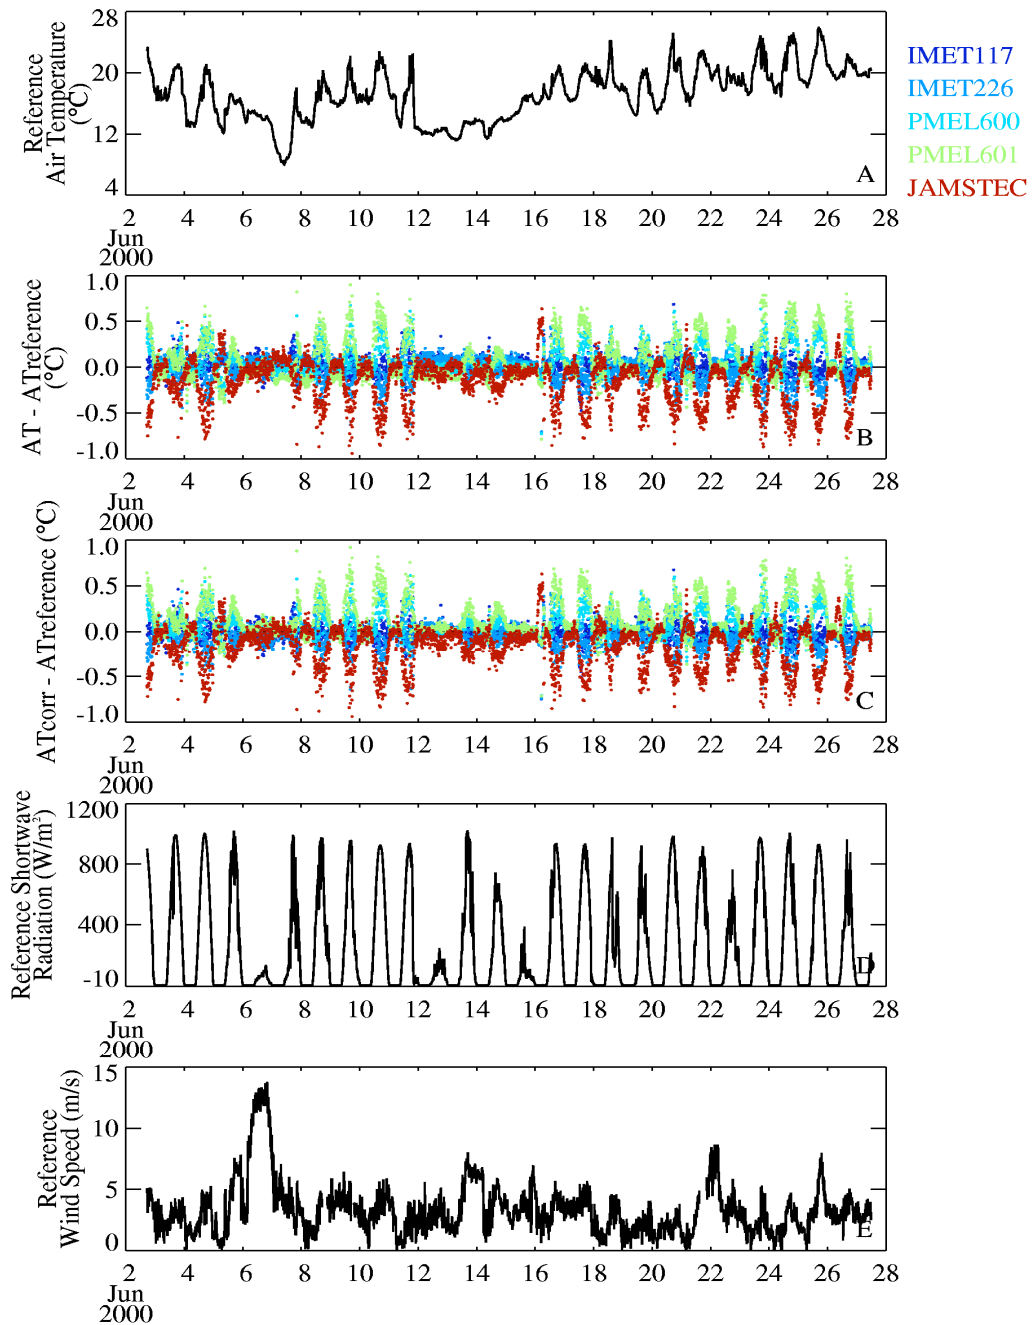 Reference
Air Temperature
(°C)
28
20
12
4
A
2 4 6 8 10 12 14 16 18 20 22 24 26 28
Jun
2000
IMET117
IMET226
PMEL600
PMEL601
JAMSTEC
AT - ATreference
(°C)
1.0
0.5
0.0
-0.5
-1.0
B
2 4 6 8 10 12 14 16 18 20 22 24 26 28
Jun
2000
ATcorr - ATreference (°C)
1.0
0.5
0.0
-0.5
-1.0
C
2 4 6 8 10 12 14 16 18 20 22 24 26 28
Jun
2000
Reference Shortwave
Radiation (W/m²)
1200
800
400
-10
D
2 4 6 8 10 12 14 16 18 20 22 24 26 28
Jun
2000
Reference
Wind Speed (m/s)
15
10
5
0
E
2 4 6 8 10 12 14 16 18 20 22 24 26 28
Jun
2000